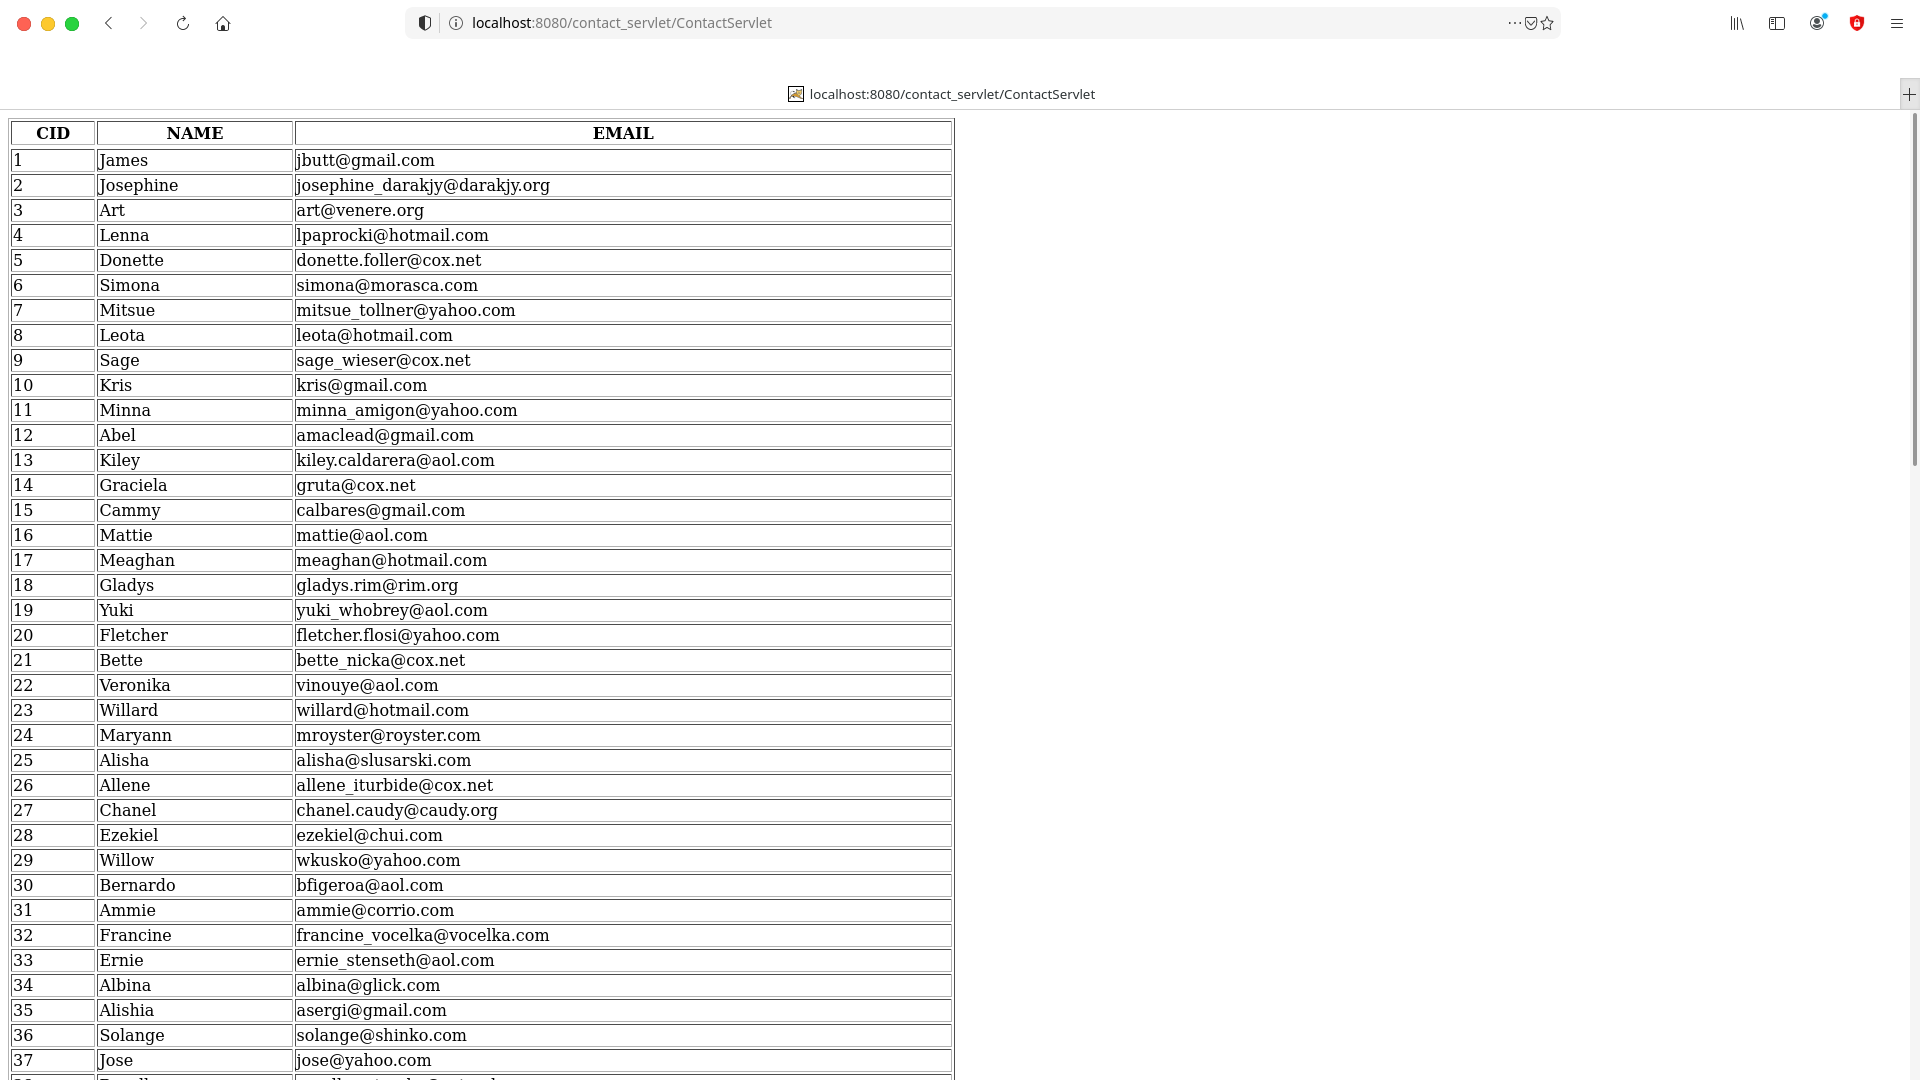 localhost:8080/contact_servlet/ContactServlet
localhost:8080/contact_servlet/ContactServlet
CID NAME EMAIL
1 James jbutt@gmail.com
2 Josephine josephine_darakjy@darakjy.org
3 Art art@venere.org
4 Lenna lpaprocki@hotmail.com
5 Donette donette.foller@cox.net
6 Simona simona@morasca.com
7 Mitsue mitsue_tollner@yahoo.com
8 Leota leota@hotmail.com
9 Sage sage_wieser@cox.net
10 Kris kris@gmail.com
11 Minna minna_amigon@yahoo.com
12 Abel amaclead@gmail.com
13 Kiley kiley.caldarera@aol.com
14 Graciela gruta@cox.net
15 Cammy calbares@gmail.com
16 Mattie mattie@aol.com
17 Meaghan meaghan@hotmail.com
18 Gladys gladys.rim@rim.org
19 Yuki yuki_whobrey@aol.com
20 Fletcher fletcher.flosi@yahoo.com
21 Bette bette_nicka@cox.net
22 Veronika vinouye@aol.com
23 Willard willard@hotmail.com
24 Maryann mroyster@royster.com
25 Alisha alisha@slusarski.com
26 Allene allene_iturbide@cox.net
27 Chanel chanel.caudy@caudy.org
28 Ezekiel ezekiel@chui.com
29 Willow wkusko@yahoo.com
30 Bernardo bfigeroa@aol.com
31 Ammie ammie@corrio.com
32 Francine francine_vocelka@vocelka.com
33 Ernie ernie_stenseth@aol.com
34 Albina albina@glick.com
35 Alishia asergi@gmail.com
36 Solange solange@shinko.com
37 Jose jose@yahoo.com